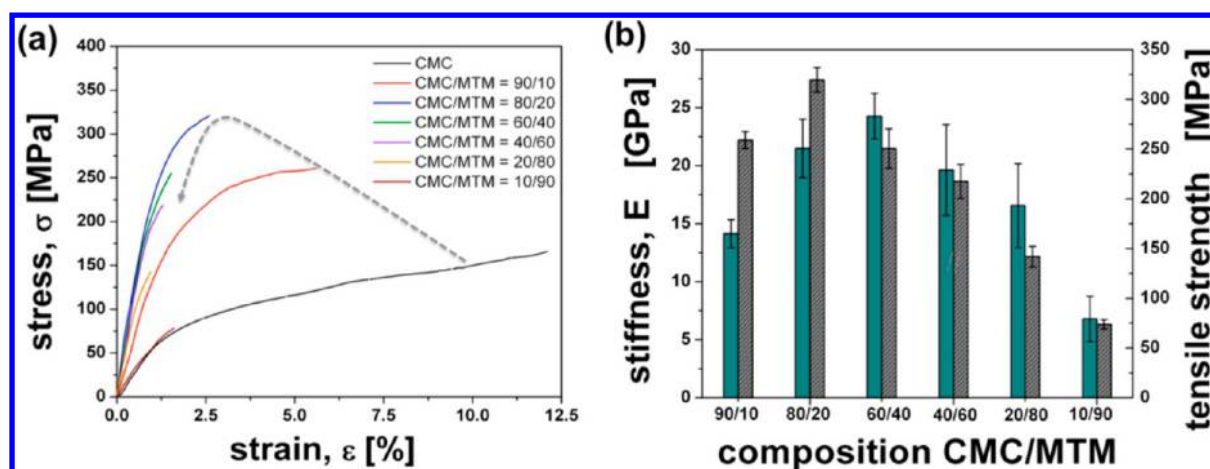 (a)
400
350
300
250
200
150
100
50
0
stress, σ [MPa]
CMC
CMC/MTM = 90/10
CMC/MTM = 80/20
CMC/MTM = 60/40
CMC/MTM = 40/60
CMC/MTM = 20/80
CMC/MTM = 10/90
0.0 2.5 5.0 7.5 10.0 12.5
strain, ε [%]
(b)
30
25
20
15
10
5
0
stiffness, E [GPa]
350
300
250
200
150
100
50
0
tensile strength [MPa]
90/10 80/20 60/40 40/60 20/80 10/90
composition CMC/MTM